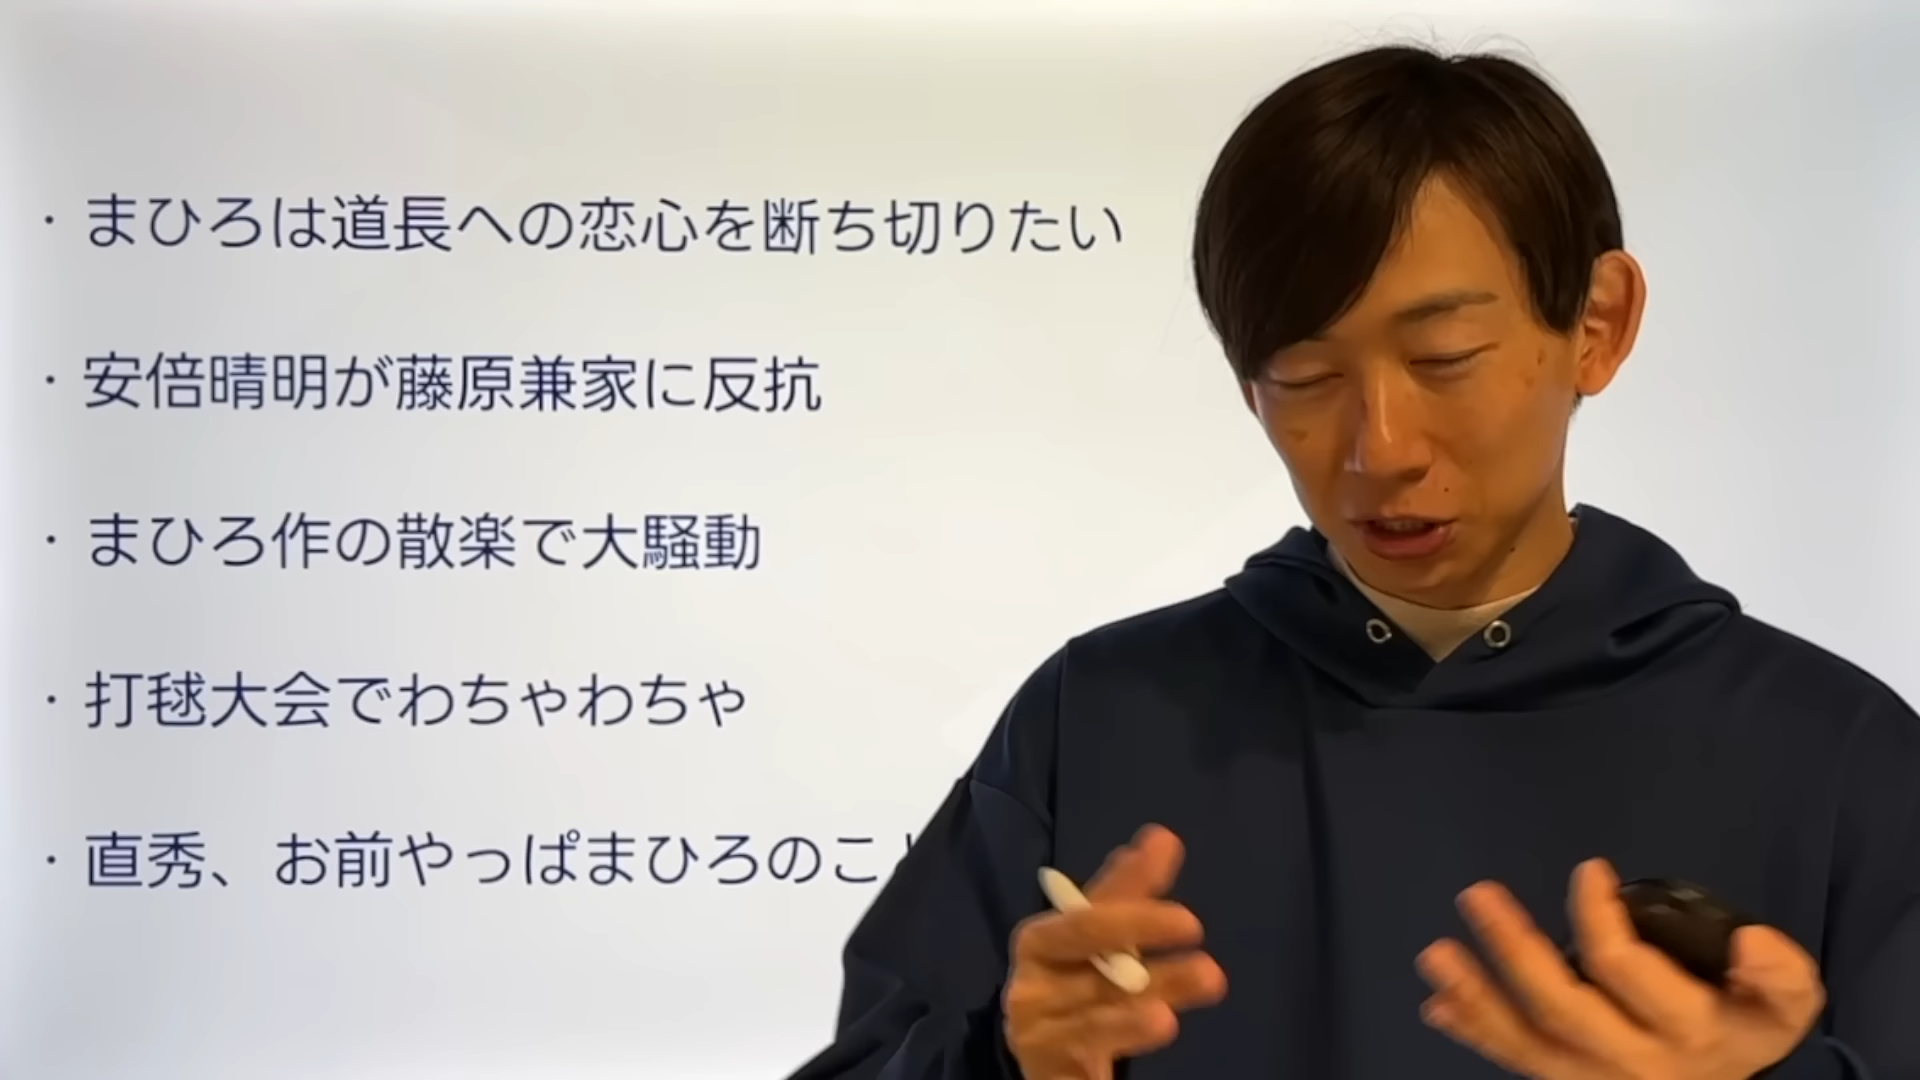 ・まひろは道長への恋心を断ち切りたい
・安倍晴明が藤原兼家に反抗
・まひろ作の散楽で大騒動
・打毬大会でわちゃわちゃ
・直秀、お前やっぱまひろのこ